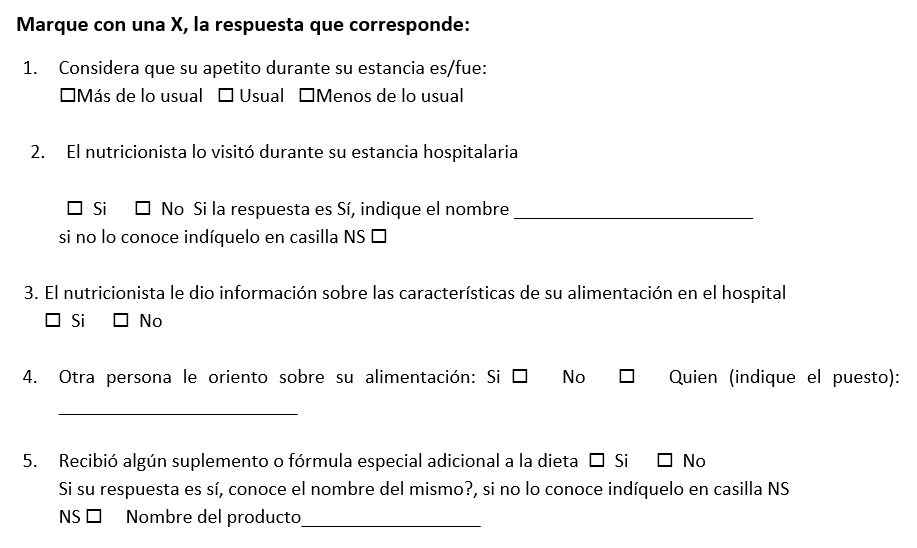 Marque con una X, la respuesta que corresponde:
1. Considera que su apetito durante su estancia es/fue:
☐Más de lo usual ☐ Usual ☐Menos de lo usual
2. El nutricionista lo visitó durante su estancia hospitalaria
☐ Si ☐ No Si la respuesta es Sí, indique el nombre _________________________
si no lo conoce indíquelo en casilla NS ☐
3. El nutricionista le dio información sobre las características de su alimentación en el hospital
☐ Si ☐ No
4. Otra persona le oriento sobre su alimentación: Si ☐ No ☐ Quien (indique el puesto):
_________________________
5. Recibió algún suplemento o fórmula especial adicional a la dieta ☐ Si ☐ No
Si su respuesta es sí, conoce el nombre del mismo?, si no lo conoce indíquelo en casilla NS
NS ☐ Nombre del producto___________________